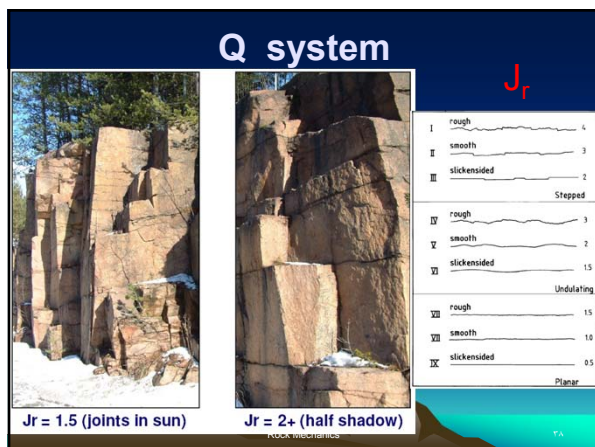 Q system
Jr
I rough 4
II smooth 3
III slickensided 2
Stepped
IV rough 3
V smooth 2
VI slickensided 1.5
Undulating
VII rough 1.5
VII smooth 1.0
IX slickensided 0.5
Planar
Jr = 1.5 (joints in sun)
Jr = 2+ (half shadow)
Rock Mechanics
٣٨